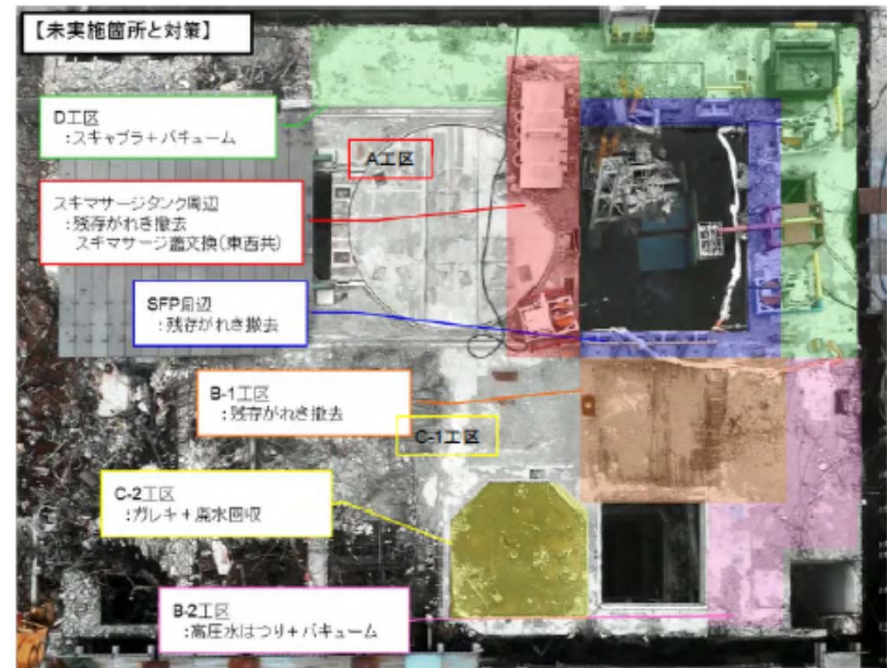 【未実施箇所と対策】
D工区
:スキャブラ+バキューム
A工区
スキマサージタンク周辺
:残存がれき撤去
スキマサージ蓋交換(東西共)
SFP周辺
:残存がれき撤去
B-1工区
:残存がれき撤去
C-1工区
C-2工区
:ガレキ+廃水回収
B-2工区
:高圧水はつり+バキューム